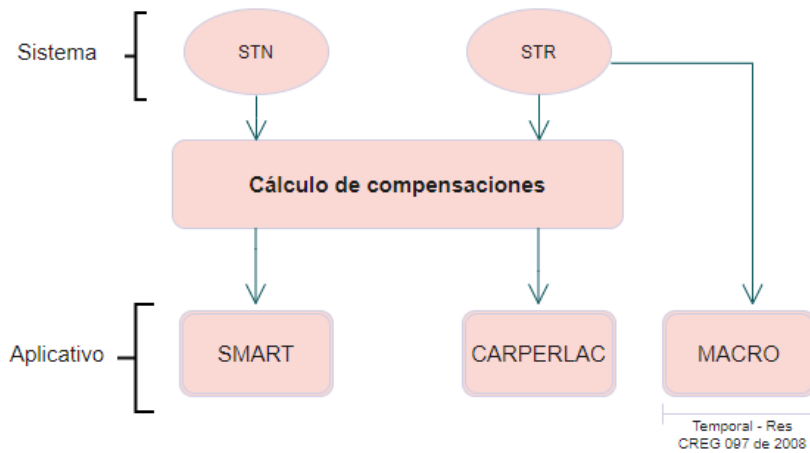 Sistema
STN
STR
Cálculo de compensaciones
Aplicativo
SMART
CARPERLAC
MACRO
Temporal - Res
CREG 097 de 2008